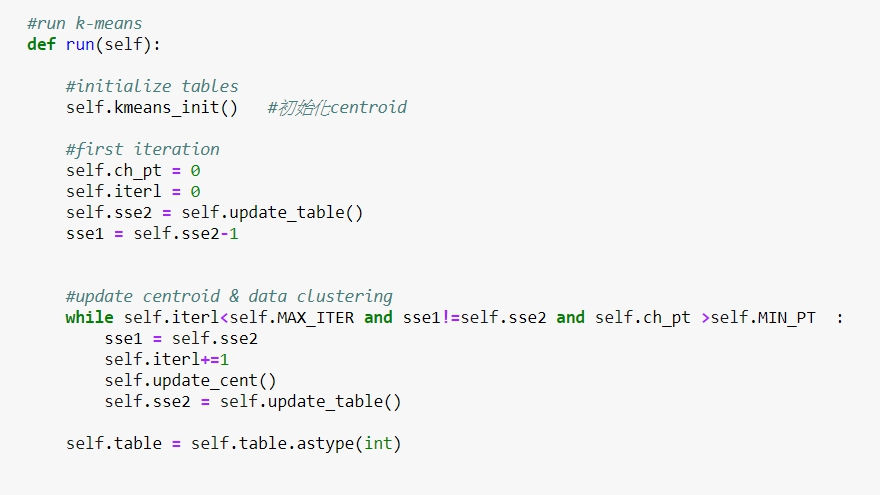 #run k-means
def run(self):
#initialize tables
self.kmeans_init()   #初始化centroid
#first iteration
self.ch_pt = 0
self.iterl = 0
self.sse2 = self.update_table()
sse1 = self.sse2-1
#update centroid & data clustering
while self.iterl<self.MAX_ITER and sse1!=self.sse2 and self.ch_pt >self.MIN_PT  :
sse1 = self.sse2
self.iterl+=1
self.update_cent()
self.sse2 = self.update_table()
self.table = self.table.astype(int)